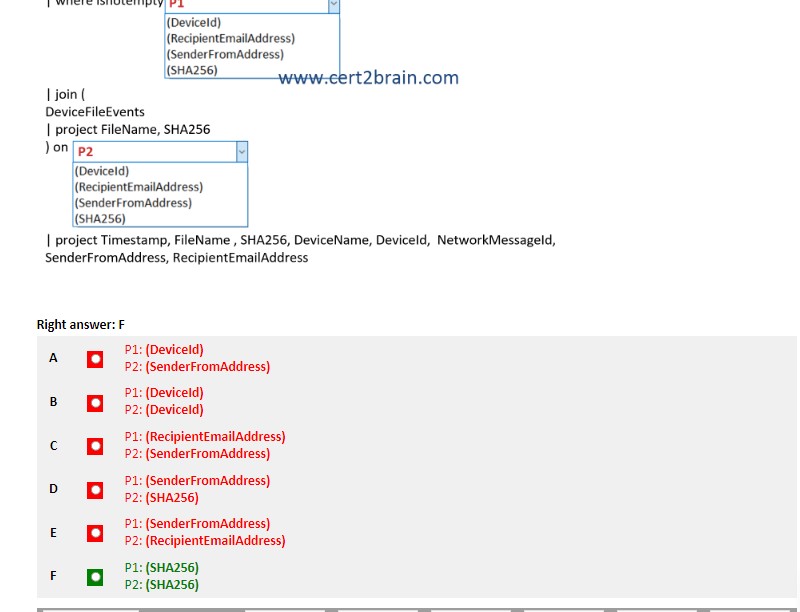 | where isnotempty P1
(DeviceId)
(RecipientEmailAddress)
(SenderFromAddress)
(SHA256)
www.cert2brain.com
| join (
DeviceFileEvents
| project FileName, SHA256
) on P2
(DeviceId)
(RecipientEmailAddress)
(SenderFromAddress)
(SHA256)
| project Timestamp, FileName , SHA256, DeviceName, DeviceId, NetworkMessageId,
SenderFromAddress, RecipientEmailAddress
Right answer: F
A P1: (DeviceId)
P2: (SenderFromAddress)
B P1: (DeviceId)
P2: (DeviceId)
C P1: (RecipientEmailAddress)
P2: (SenderFromAddress)
D P1: (SenderFromAddress)
P2: (SHA256)
E P1: (SenderFromAddress)
P2: (RecipientEmailAddress)
F P1: (SHA256)
P2: (SHA256)